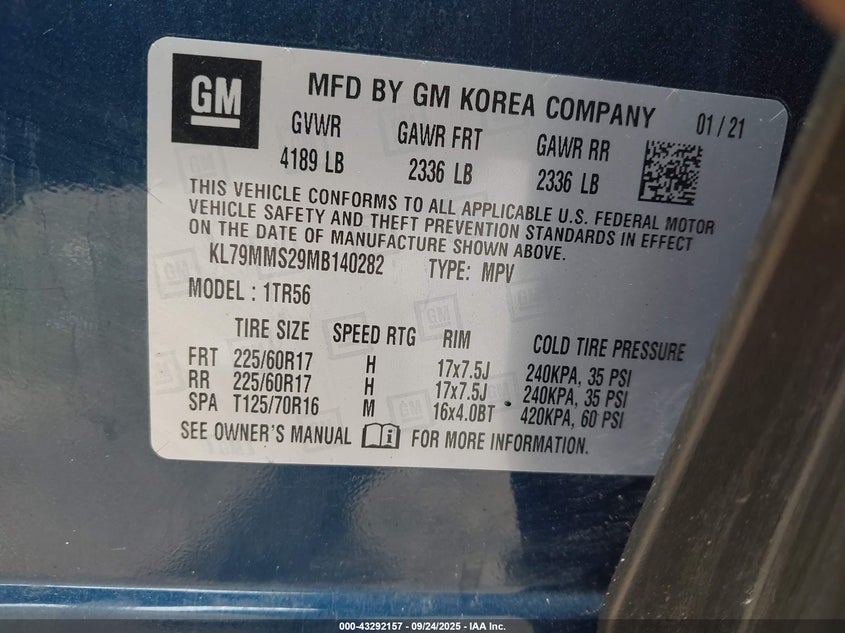 GM
MFD BY GM KOREA COMPANY 01/21
GVWR GAWR FRT GAWR RR
4189 LB 2336 LB 2336 LB
THIS VEHICLE CONFORMS TO ALL APPLICABLE U.S. FEDERAL MOTOR
VEHICLE SAFETY AND THEFT PREVENTION STANDARDS IN EFFECT
ON THE DATE OF MANUFACTURE SHOWN ABOVE.
KL79MMS29MB140282 TYPE: MPV
MODEL : 1TR56
TIRE SIZE SPEED RTG RIM COLD TIRE PRESSURE
FRT 225/60R17 H 17x7.5J 240KPA, 35 PSI
RR 225/60R17 H 17x7.5J 240KPA, 35 PSI
SPA T125/70R16 M 16x4.0BT 420KPA, 60 PSI
SEE OWNER'S MANUAL FOR MORE INFORMATION.
000-43292157 - 09/24/2025 - IAA Inc.